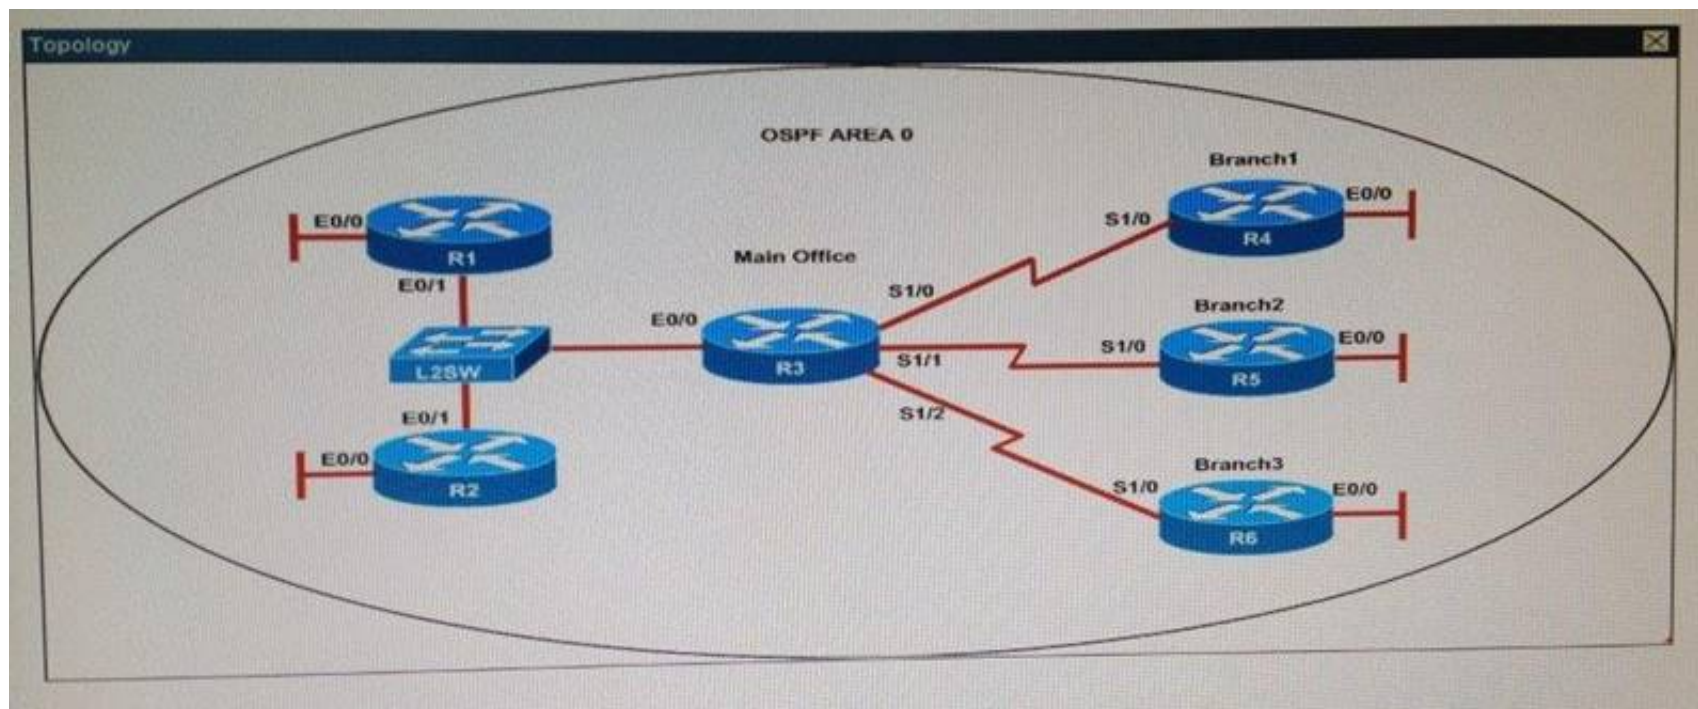 Topology
OSPF AREA 0
Branch1
E0/0
S1/0
R4
E0/0
R1
E0/1
Main Office
S1/0
E0/0
R3
S1/1
S1/2
L2SW
Branch2
S1/0
E0/0
R5
E0/1
E0/0
R2
Branch3
S1/0
E0/0
R6